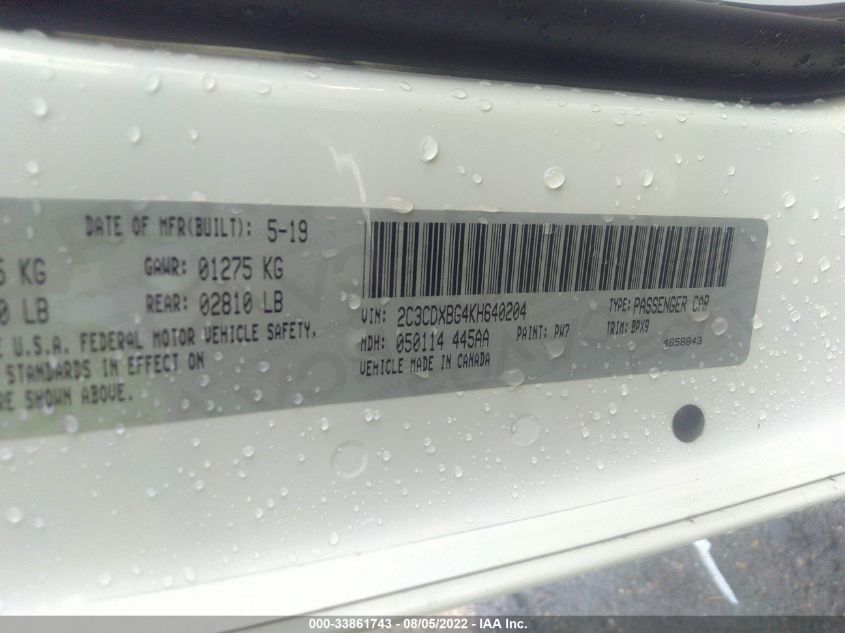 DATE OF MFR(BUILT): 5-19
KG GAWR: 01275 KG
LB REAR: 02810 LB
U.S.A. FEDERAL MOTOR VEHICLE SAFETY,
STANDARDS IN EFFECT ON
SHOWN ABOVE.
VIN: 2C3CDXBG4KH640204 TYPE: PASSENGER CAR
MDH: 050114 445AA PAINT: PW7 TRIM: BPX9
VEHICLE MADE IN CANADA 4658843
000-33861743 - 08/05/2022 - IAA Inc.